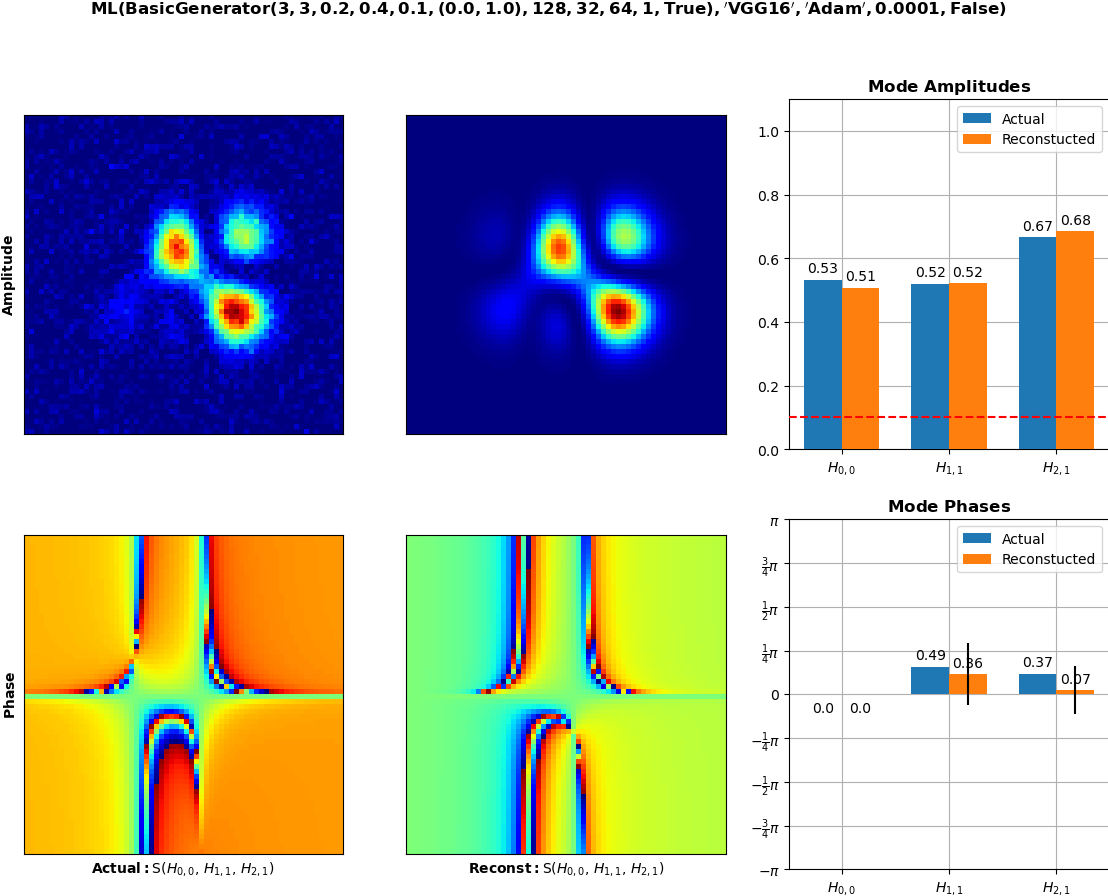 ML(BasicGenerator(3, 3, 0.2, 0.4, 0.1, (0.0, 1.0), 128, 32, 64, 1, True), ′VGG16′, ′Adam′, 0.0001, False)
Amplitude
Mode Amplitudes
Actual
Reconstucted
1.0
0.8
0.6
0.4
0.2
0.0
0.53
0.51
0.52
0.52
0.67
0.68
H0,0
H1,1
H2,1
Phase
Actual: S(H0,0, H1,1, H2,1)
Reconst: S(H0,0, H1,1, H2,1)
Mode Phases
Actual
Reconstucted
π
3/4π
1/2π
1/4π
0
−1/4π
−1/2π
−3/4π
−π
0.0
0.0
0.49
0.36
0.37
0.07
H0,0
H1,1
H2,1